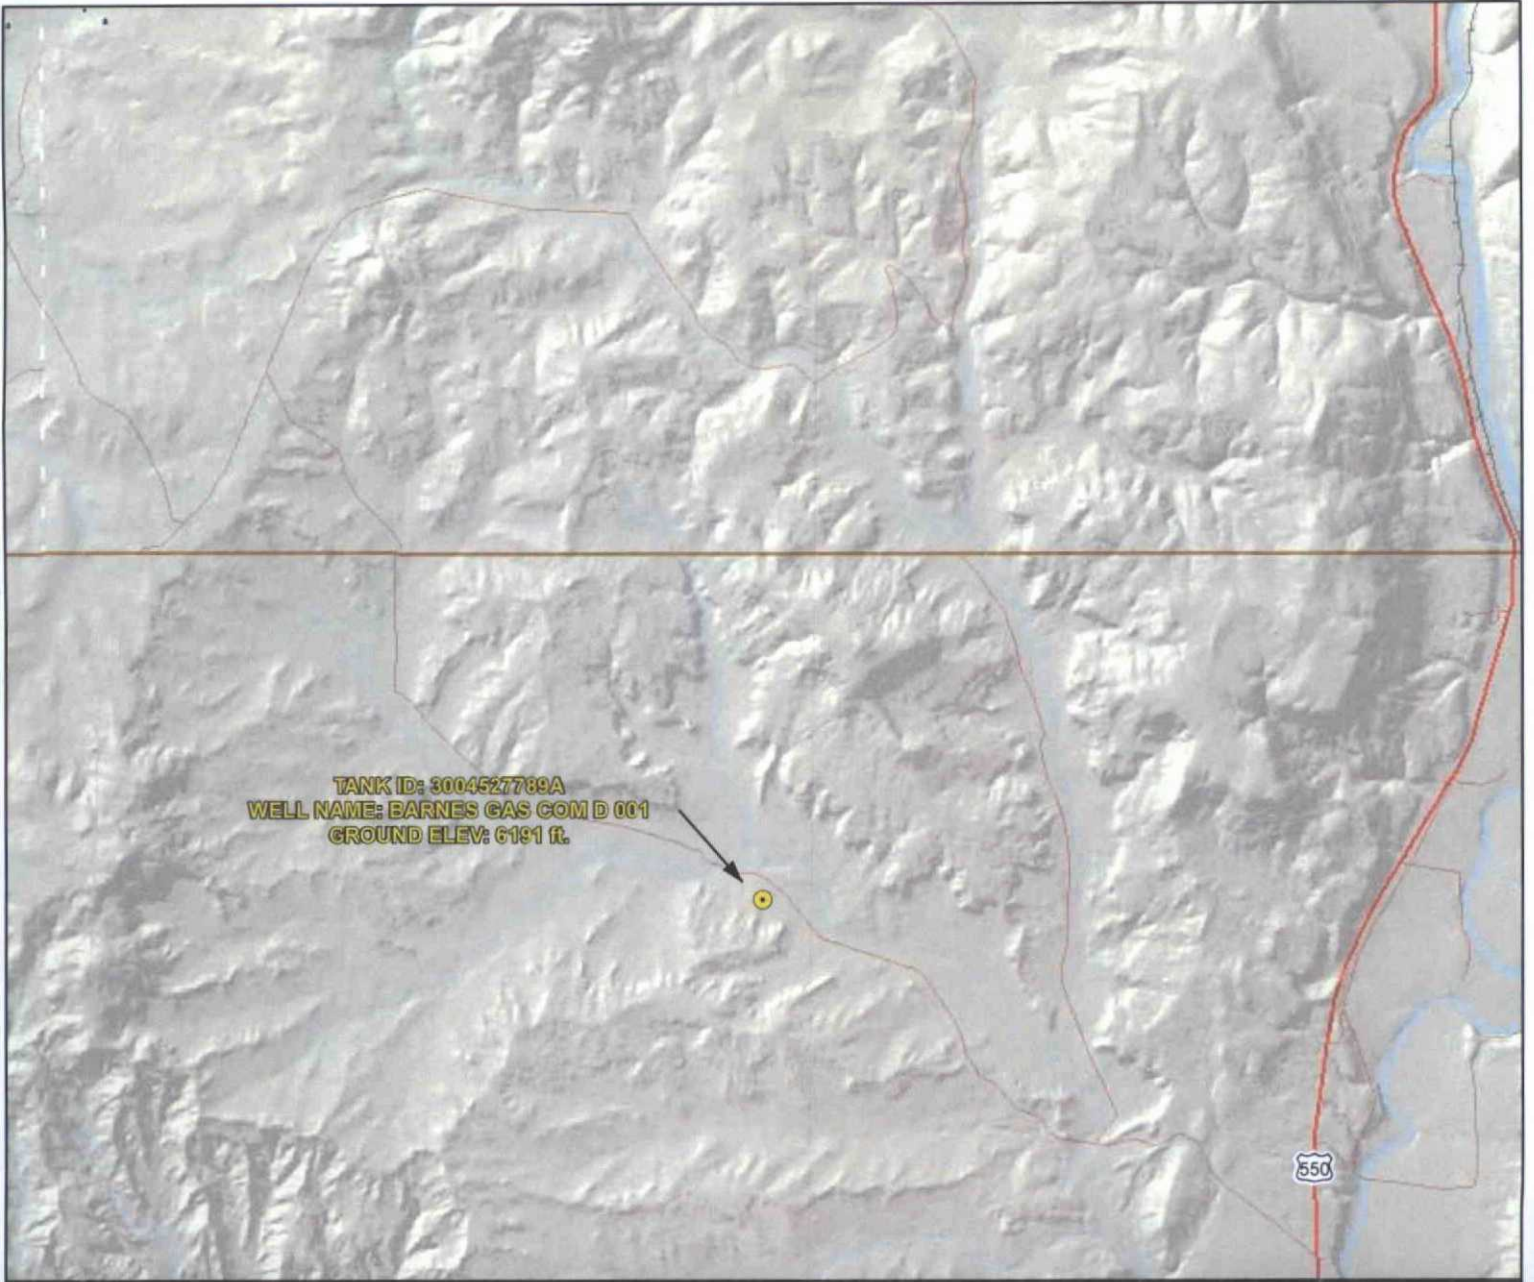 TANK ID: 3004527789A
WELL NAME: BARNES GAS COM D 001
GROUND ELEV: 6191 ft.
550